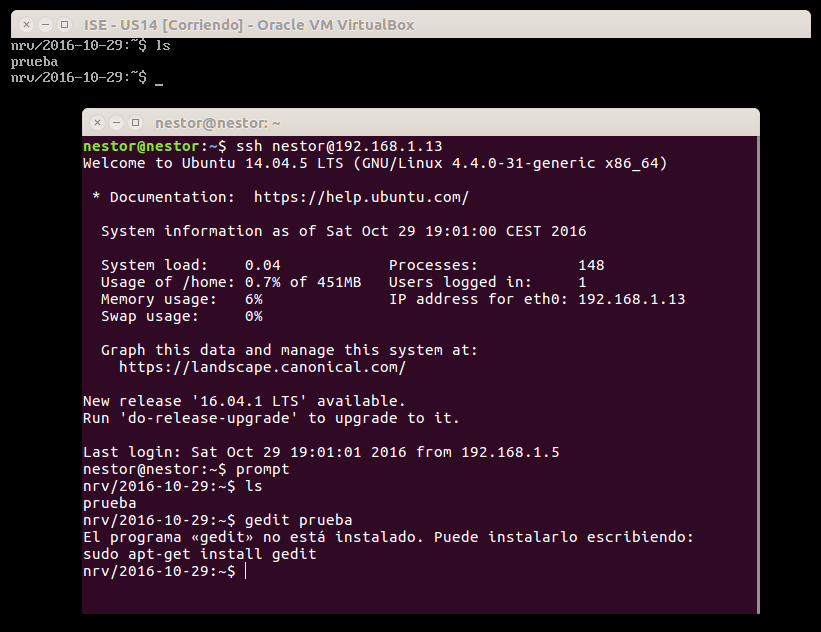 ISE - US14 [Corriendo] - Oracle VM VirtualBox
nrv/2016-10-29:~$ ls
prueba
nrv/2016-10-29:~$ _
nestor@nestor: ~
nestor@nestor:~$ ssh nestor@192.168.1.13
Welcome to Ubuntu 14.04.5 LTS (GNU/Linux 4.4.0-31-generic x86_64)
* Documentation:  https://help.ubuntu.com/
System information as of Sat Oct 29 19:01:00 CEST 2016
System load:    0.04            Processes:           148
Usage of /home: 0.7% of 451MB   Users logged in:     1
Memory usage:   6%              IP address for eth0: 192.168.1.13
Swap usage:     0%
Graph this data and manage this system at:
https://landscape.canonical.com/
New release '16.04.1 LTS' available.
Run 'do-release-upgrade' to upgrade to it.
Last login: Sat Oct 29 19:01:01 2016 from 192.168.1.5
nestor@nestor:~$ prompt
nrv/2016-10-29:~$ ls
prueba
nrv/2016-10-29:~$ gedit prueba
El programa «gedit» no está instalado. Puede instalarlo escribiendo:
sudo apt-get install gedit
nrv/2016-10-29:~$